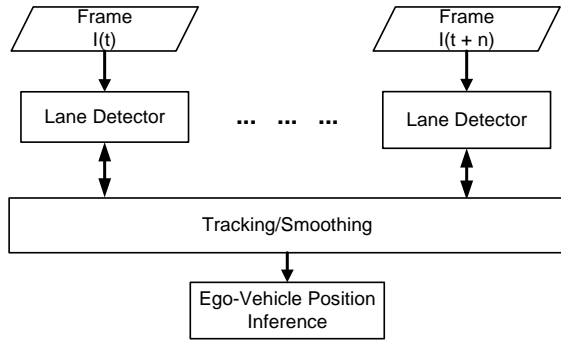 Frame
I(t)
Frame
I(t + n)
Lane Detector
... ... ...
Lane Detector
Tracking/Smoothing
Ego-Vehicle Position
Inference